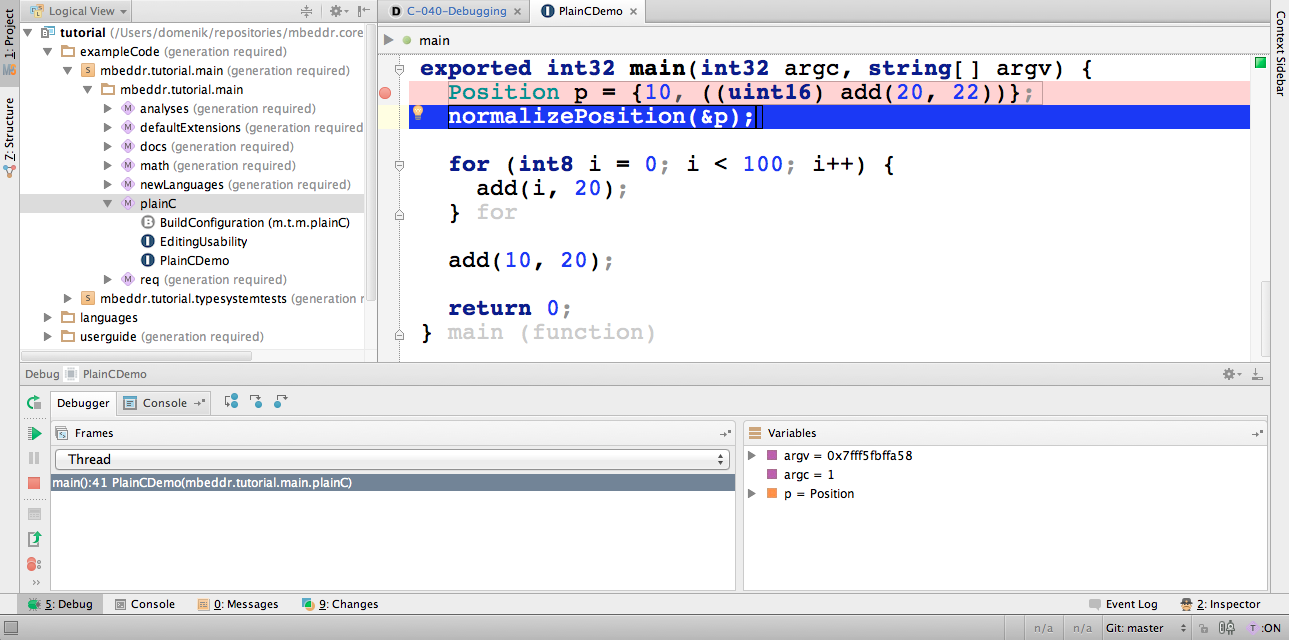 Logical View
C-040-Debugging
PlainCDemo
1: Project
7: Structure
Context Sidebar
tutorial (/Users/domenik/repositories/mbeddr.core
exampleCode (generation required)
mbeddr.tutorial.main (generation required)
mbeddr.tutorial.main
analyses (generation required)
defaultExtensions (generation required
docs (generation required)
math (generation required)
newLanguages (generation required)
plainC
BuildConfiguration (m.t.m.plainC)
EditingUsability
PlainCDemo
req (generation required)
mbeddr.tutorial.typesystemtests (generation r
languages
userguide (generation required)
main
exported int32 main(int32 argc, string[] argv) {
Position p = {10, ((uint16) add(20, 22))};
normalizePosition(&p);
for (int8 i = 0; i < 100; i++) {
add(i, 20);
} for
add(10, 20);
return 0;
} main (function)
Debug PlainCDemo
Debugger Console
Frames
Thread
main():41 PlainCDemo(mbeddr.tutorial.main.plainC)
Variables
argv = 0x7fff5fbffa58
argc = 1
p = Position
5: Debug Console 0: Messages 9: Changes Event Log 2: Inspector
n/a n/a Git: master T :ON